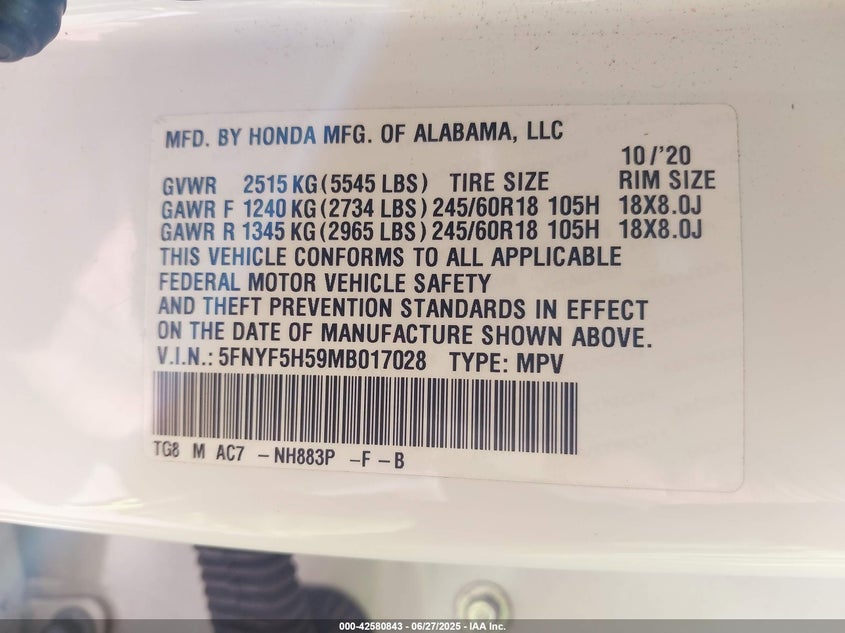 MFD. BY HONDA MFG. OF ALABAMA, LLC
10/'20
GVWR 2515 KG (5545 LBS) TIRE SIZE RIM SIZE
GAWR F 1240 KG (2734 LBS) 245/60R18 105H 18X8.0J
GAWR R 1345 KG (2965 LBS) 245/60R18 105H 18X8.0J
THIS VEHICLE CONFORMS TO ALL APPLICABLE
FEDERAL MOTOR VEHICLE SAFETY
AND THEFT PREVENTION STANDARDS IN EFFECT
ON THE DATE OF MANUFACTURE SHOWN ABOVE.
V.I.N.: 5FNYF5H59MB017028 TYPE: MPV
TG8 M AC7 -NH883P -F -B
000-42580843 - 06/27/2025 - IAA Inc.